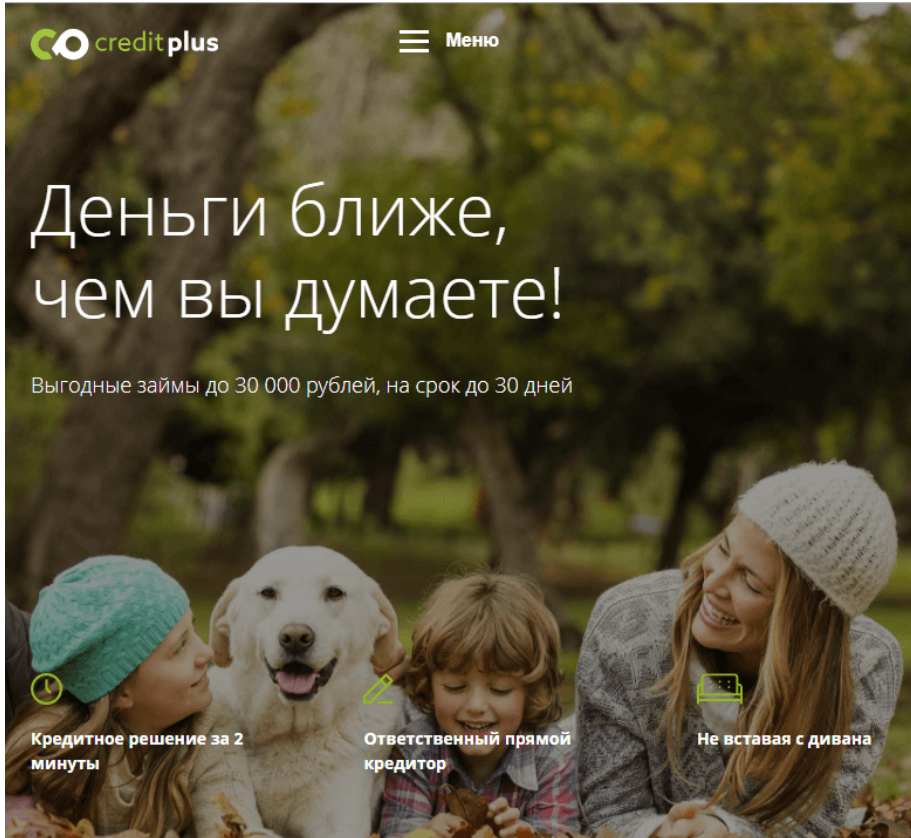 creditplus
Меню
Деньги ближе,
чем вы думаете!
Выгодные займы до 30 000 рублей, на срок до 30 дней
Кредитное решение за 2
минуты
Ответственный прямой
кредитор
Не вставая с дивана